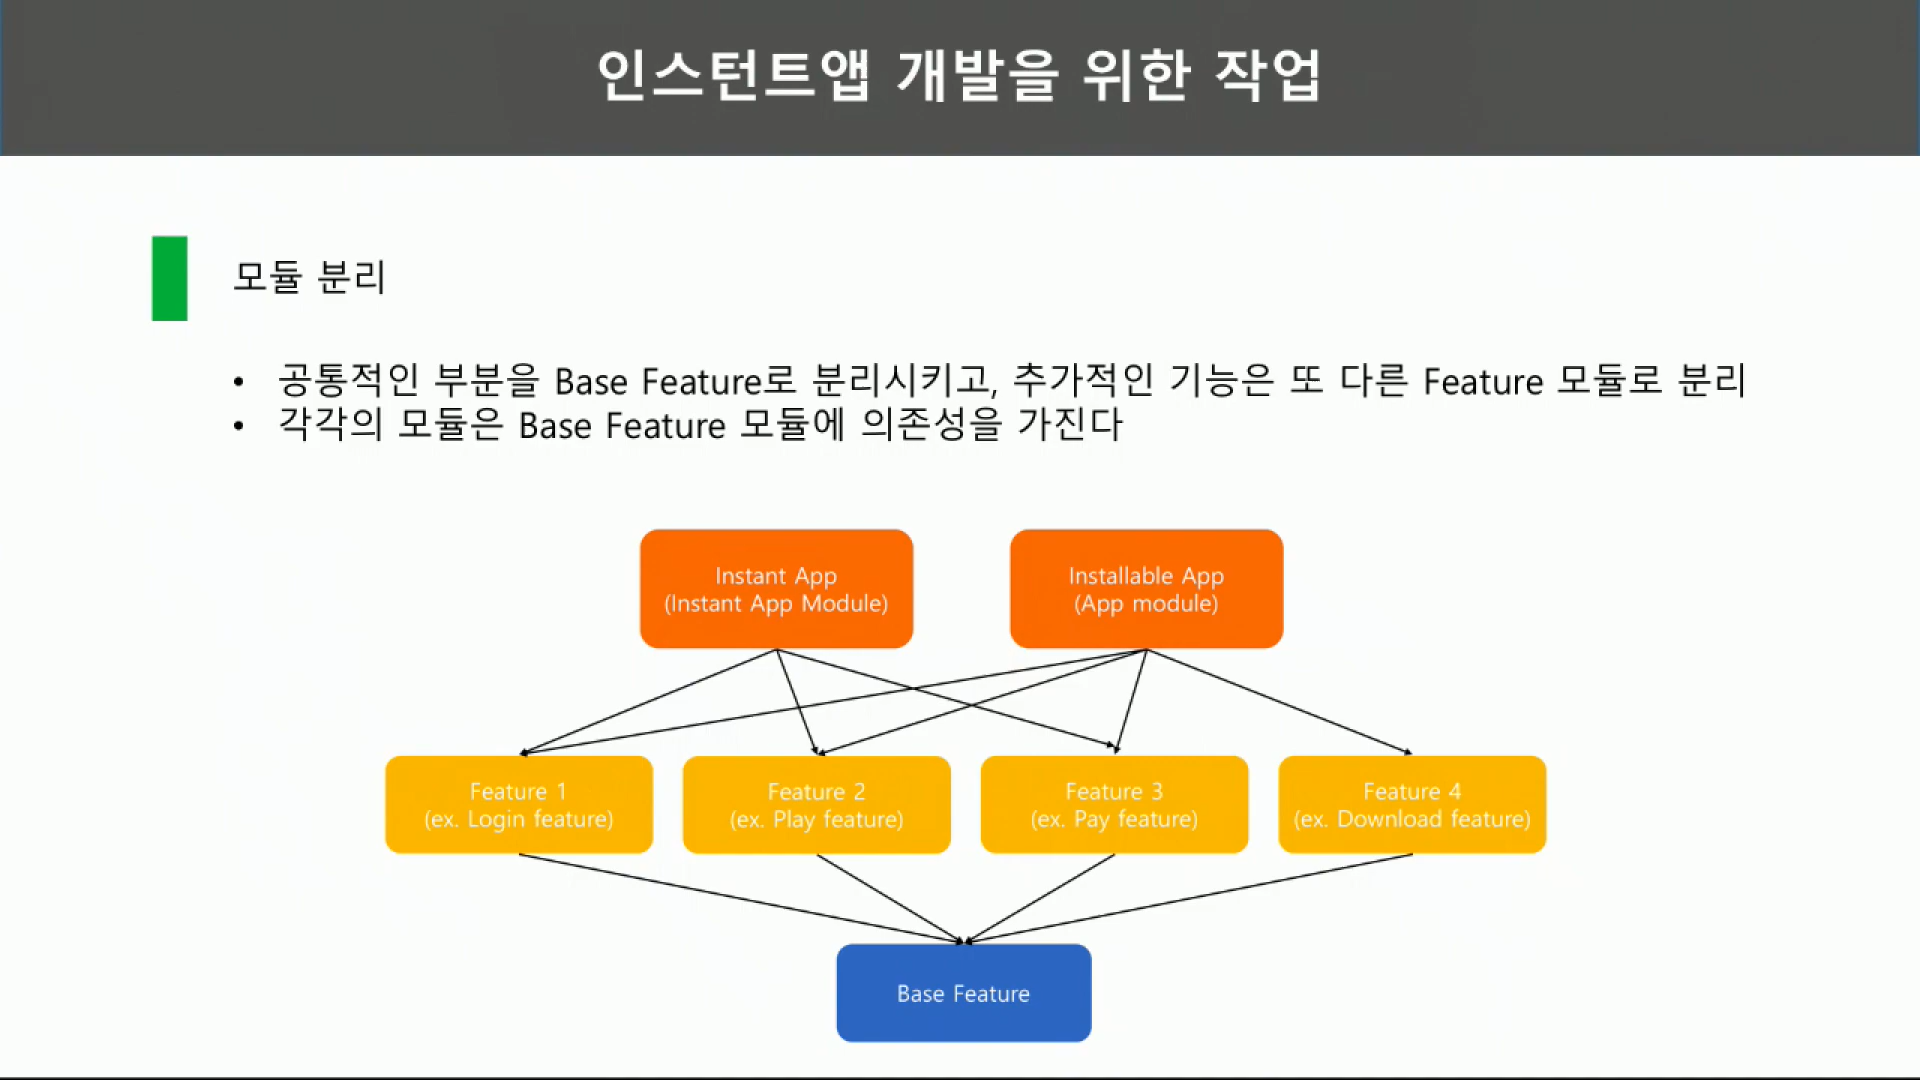 인스턴트앱 개발을 위한 작업
모듈 분리
• 공통적인 부분을 Base Feature로 분리시키고, 추가적인 기능은 또 다른 Feature 모듈로 분리
• 각각의 모듈은 Base Feature 모듈에 의존성을 가진다
Instant App
(Instant App Module)
Installable App
(App module)
Feature 1
(ex. Login feature)
Feature 2
(ex. Play feature)
Feature 3
(ex. Pay feature)
Feature 4
(ex. Download feature)
Base Feature